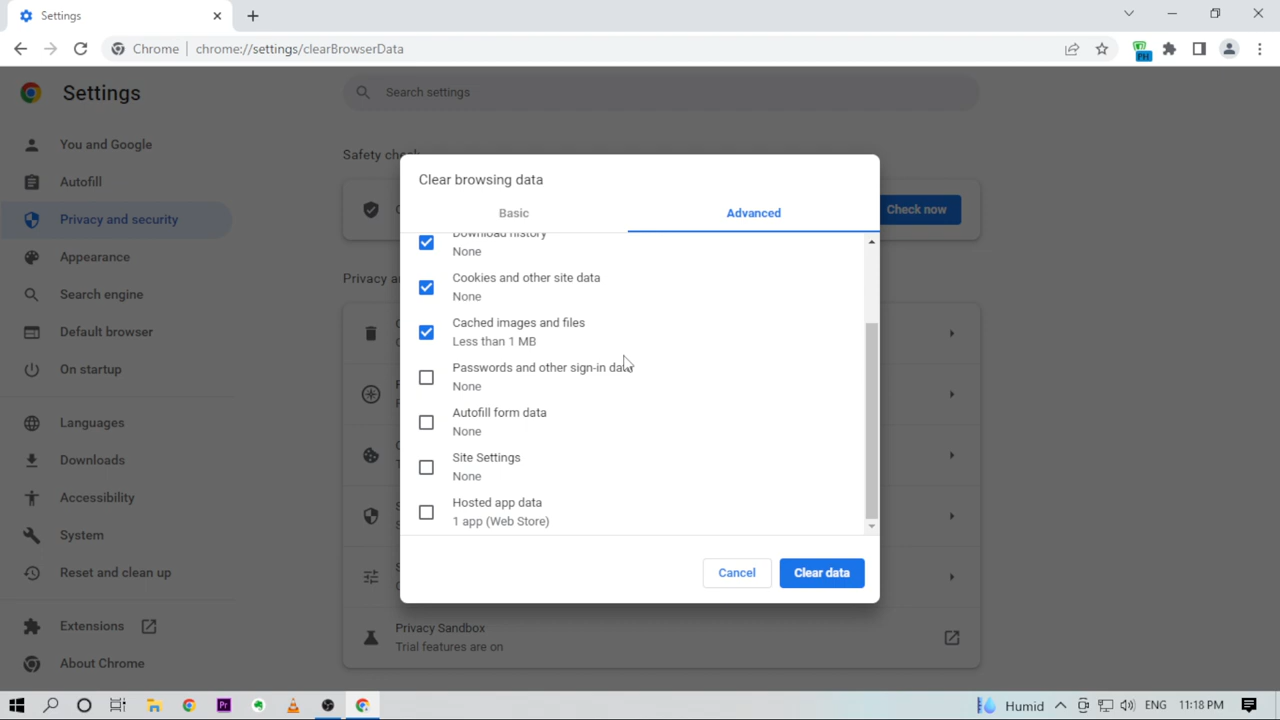 Settings
Chrome
chrome://settings/clearBrowserData
PH
Settings
Search settings
You and Google
Autofill
Privacy and security
Appearance
Search engine
Default browser
On startup
Languages
Downloads
Accessibility
System
Reset and clean up
Extensions
About Chrome
Safety check
Check now
Privacy a
Clear browsing data
Basic
Advanced
Download history
None
Cookies and other site data
None
Cached images and files
Less than 1 MB
Passwords and other sign-in data
None
Autofill form data
None
Site Settings
None
Hosted app data
1 app (Web Store)
Cancel
Clear data
Privacy Sandbox
Trial features are on
Pr
Humid
ENG
11:18 PM